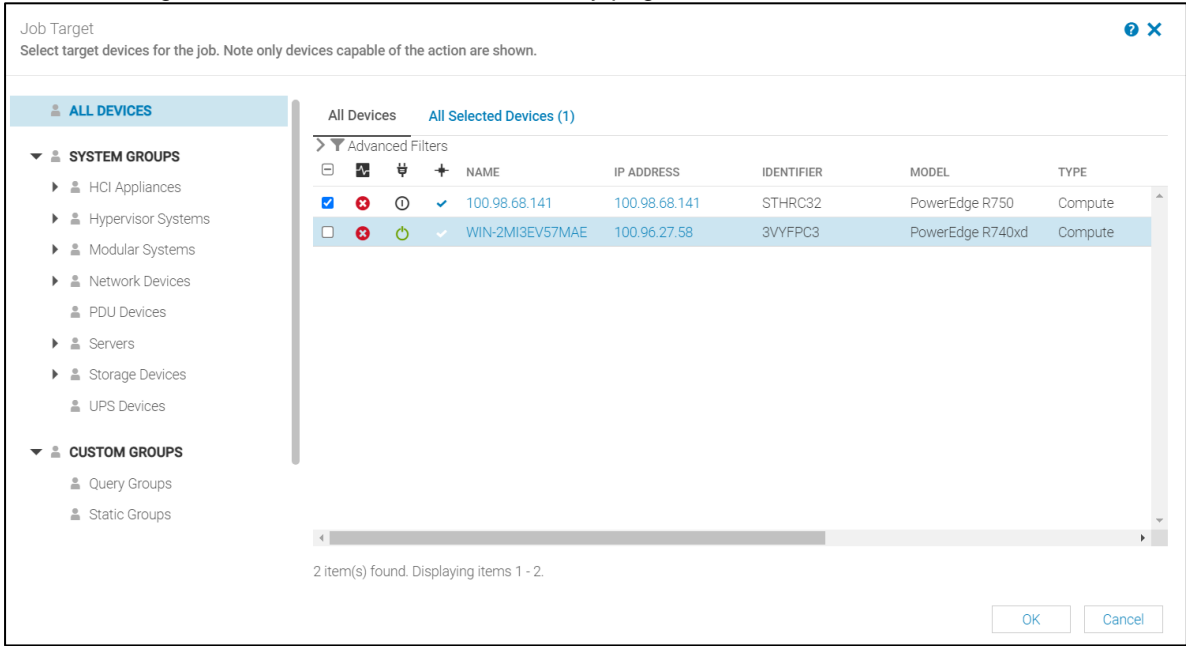 Job Target
Select target devices for the job. Note only devices capable of the action are shown.
ALL DEVICES
SYSTEM GROUPS
HCI Appliances
Hypervisor Systems
Modular Systems
Network Devices
PDU Devices
Servers
Storage Devices
UPS Devices
CUSTOM GROUPS
Query Groups
Static Groups
All Devices All Selected Devices (1)
Advanced Filters
NAME IP ADDRESS IDENTIFIER MODEL TYPE
100.98.68.141 100.98.68.141 STHRC32 PowerEdge R750 Compute
WIN-2MI3EV57MAE 100.96.27.58 3VYFPC3 PowerEdge R740xd Compute
2 item(s) found. Displaying items 1 - 2.
OK Cancel